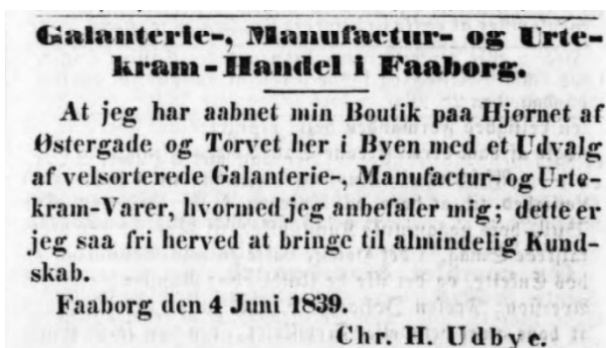 Galanterie-, Manufactur- og Urte-
kram-Handel i Faaborg.
At jeg har aabnet min Boutik paa Hjørnet af
Østergade og Torvet her i Byen med et Udvalg
af velsorterede Galanterie-, Manufactur- og Urte-
kram-Varer, hvormed jeg anbefaler mig; dette er
jeg saa fri herved at bringe til almindelig Kund-
skab.
Faaborg den 4 Juni 1839.
Chr. H. Udbye.